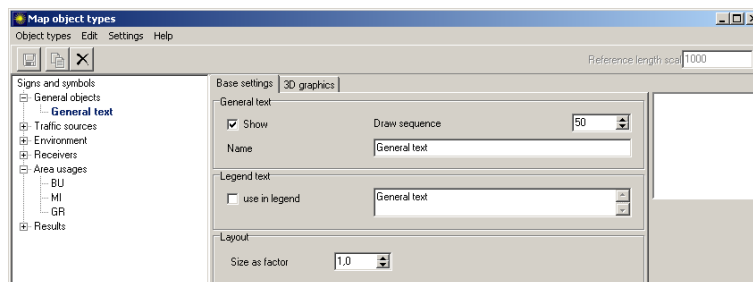 Map object types
Object types Edit Settings Help
Reference length scal 1000
Signs and symbols
General objects
General text
Traffic sources
Environment
Receivers
Area usages
BU
MI
GR
Results
Base settings 3D graphics
General text
Show Draw sequence 50
Name General text
Legend text
use in legend General text
Layout
Size as factor 1,0